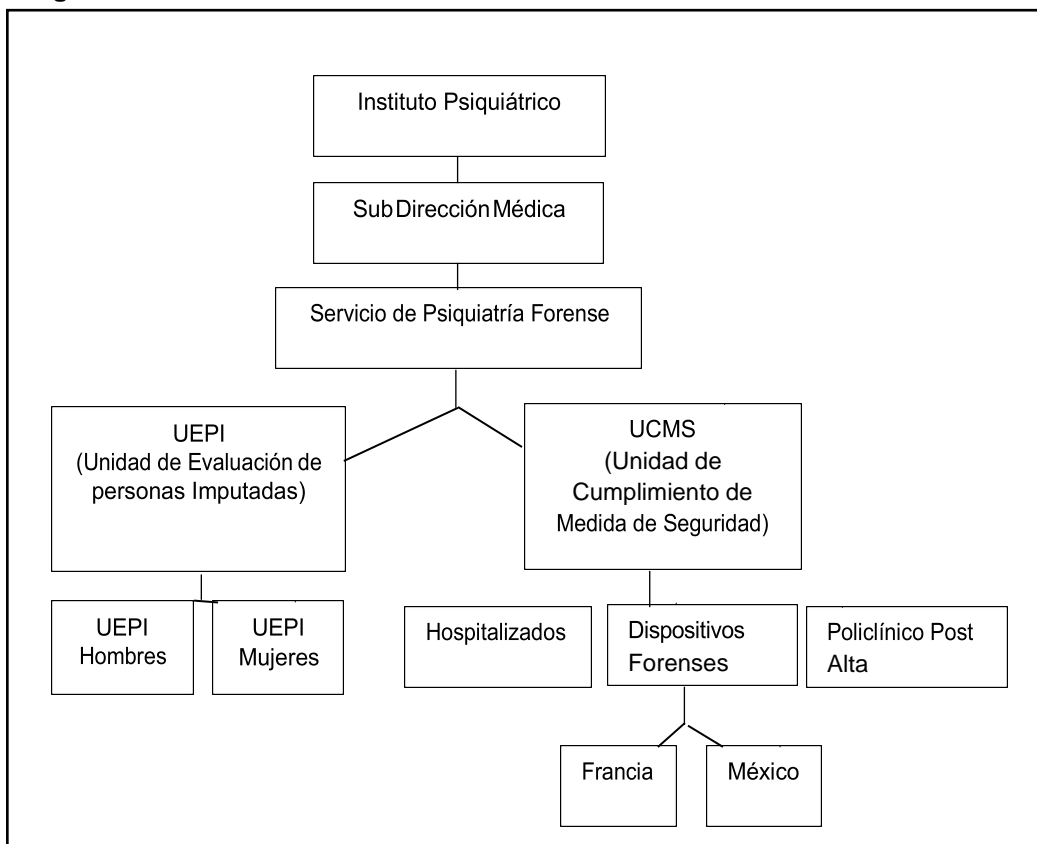 Instituto Psiquiátrico
Sub Dirección Médica
Servicio de Psiquiatría Forense
UEPI
(Unidad de Evaluación de
personas Imputadas)
UCMS
(Unidad de
Cumplimiento de
Medida de Seguridad)
UEPI
Hombres
UEPI
Mujeres
Hospitalizados
Dispositivos
Forenses
Policlínico Post
Alta
Francia
México